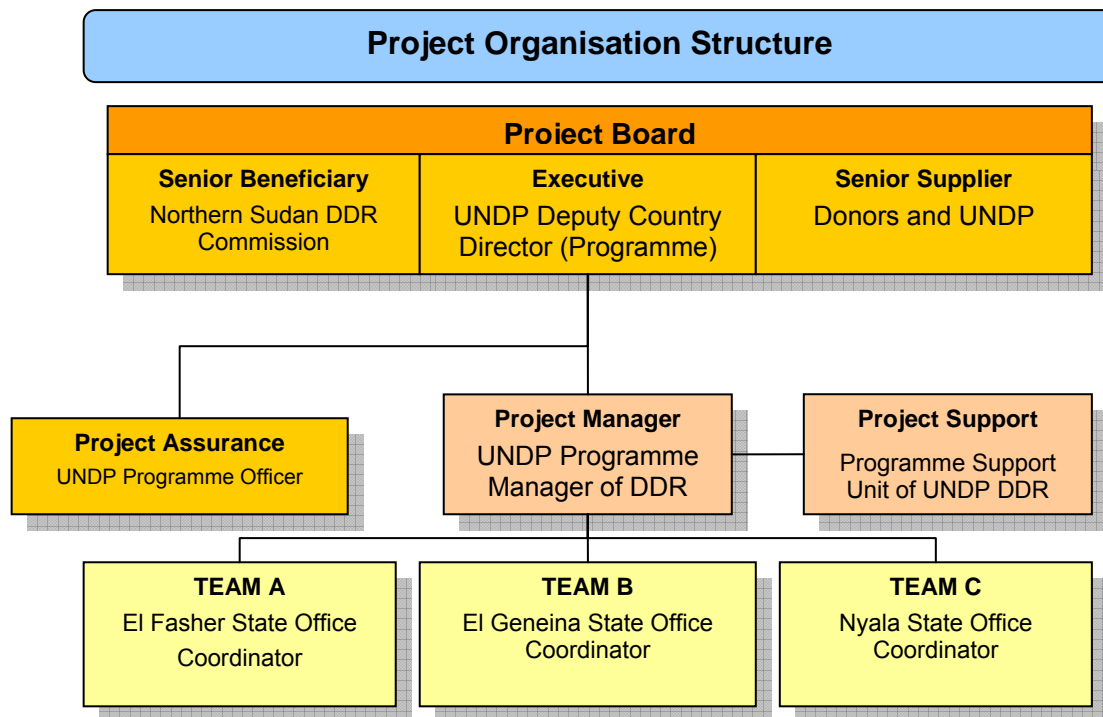 Project Organisation Structure
Project Board
Senior Beneficiary
Northern Sudan DDR
Commission
Executive
UNDP Deputy Country
Director (Programme)
Senior Supplier
Donors and UNDP
Project Assurance
UNDP Programme Officer
Project Manager
UNDP Programme
Manager of DDR
Project Support
Programme Support
Unit of UNDP DDR
TEAM A
El Fasher State Office
Coordinator
TEAM B
El Geneina State Office
Coordinator
TEAM C
Nyala State Office
Coordinator